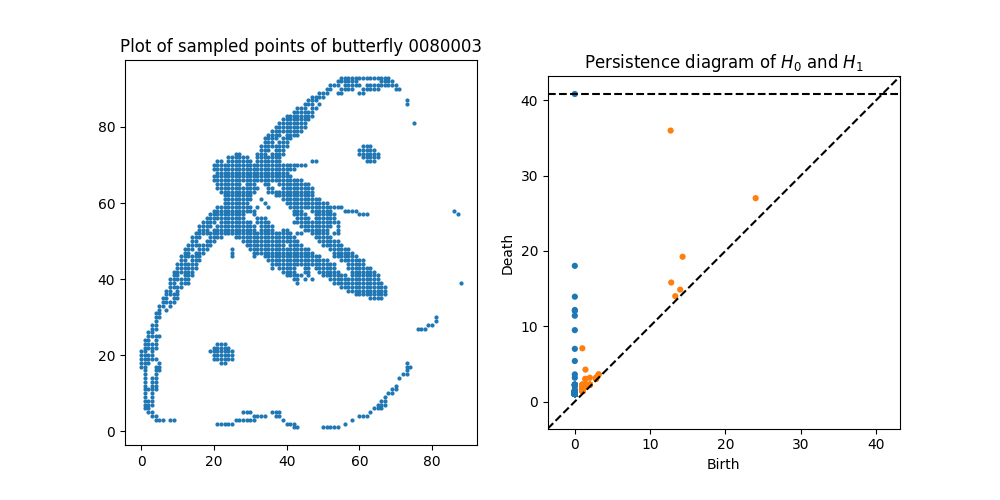 Plot of sampled points of butterfly 0080003
80
60
40
20
0
0 20 40 60 80
Persistence diagram of H₀ and H₁
Death
40
30
20
10
0
0 10 20 30 40
Birth